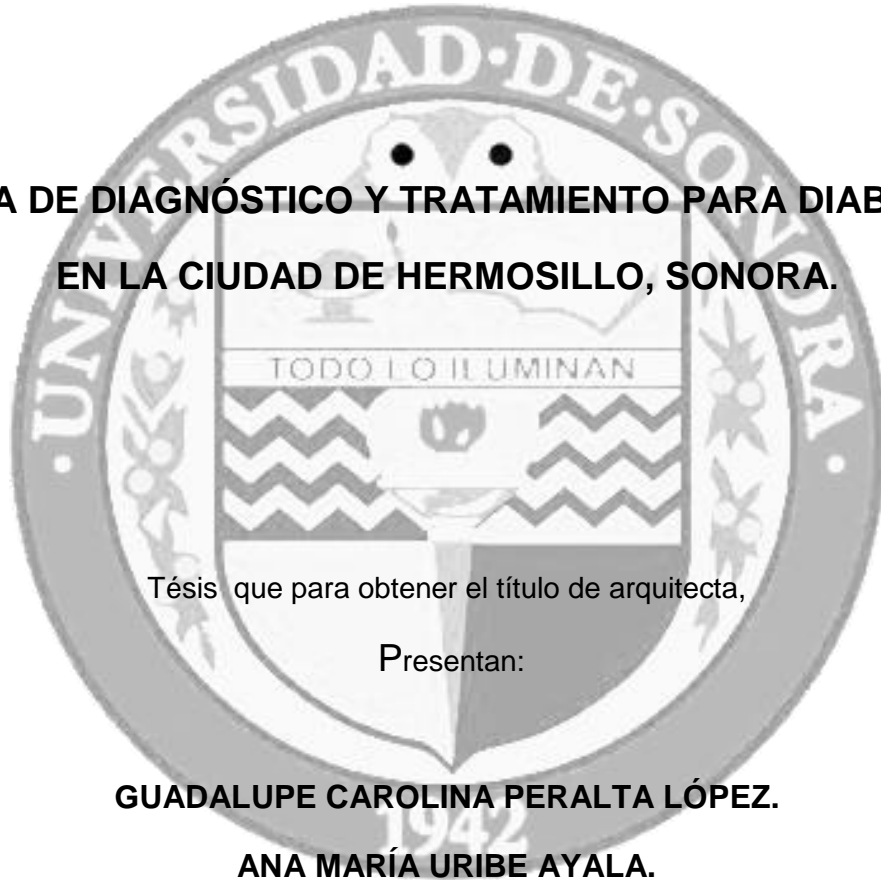 UNIVERSIDAD·DE·SONORA
A DE DIAGNÓSTICO Y TRATAMIENTO PARA DIAB
EN LA CIUDAD DE HERMOSILLO, SONORA.
TODO LO ILUMINAN
Tésis que para obtener el título de arquitecta,
Presentan:
GUADALUPE CAROLINA PERALTA LÓPEZ.
1942
ANA MARÍA URIBE AYALA.